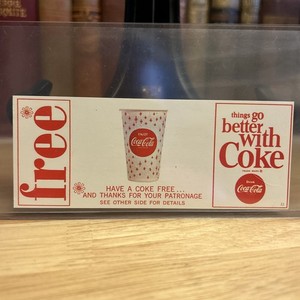 free
ENJOY
Coca-Cola
HAVE A COKE FREE...
AND THANKS FOR YOUR PATRONAGE
SEE OTHER SIDE FOR DETAILS
things go
better
with
Coke
Coca-Cola